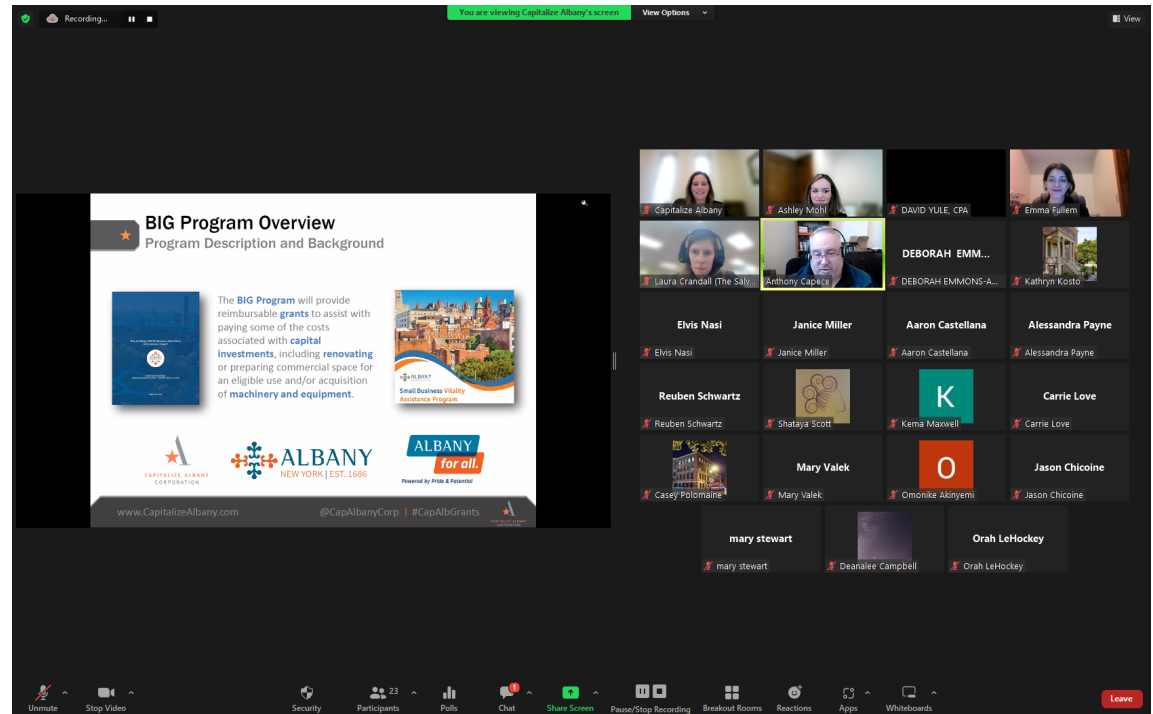 Recording...
You are viewing Capitalize Albany's screen
View Options
View
BIG Program Overview
Program Description and Background
The BIG Program will provide
reimbursable grants to assist with
paying some of the costs
associated with capital
investments, including renovating
or preparing commercial space for
an eligible use and/or acquisition
of machinery and equipment.
ALBANY
Small Business Vitality
Assistance Program
CAPITALIZE ALBANY
CORPORATION
ALBANY
NEW YORK | EST. 1686
ALBANY
for all.
Powered by Pride & Potential
www.CapitalizeAlbany.com
@CapAlbanyCorp | #CapAlbGrants
CAPITALIZE ALBANY
CORPORATION
Capitalize Albany
Ashley Mohl
DAVID YULE, CPA
Emma Fullem
Laura Crandall (The Salv...
Anthony Capece
DEBORAH EMM...
DEBORAH EMMONS-A...
Kathryn Kosto
Elvis Nasi
Elvis Nasi
Janice Miller
Janice Miller
Aaron Castellana
Aaron Castellana
Alessandra Payne
Alessandra Payne
Reuben Schwartz
Reuben Schwartz
Shataya Scott
K
Kema Maxwell
Carrie Love
Carrie Love
Casey Polomaine
Mary Valek
Mary Valek
O
Omonike Akinyemi
Jason Chicoine
Jason Chicoine
mary stewart
mary stewart
Deanalee Campbell
Orah LeHockey
Orah LeHockey
Unmute
Stop Video
Security
23
Participants
Polls
1
Chat
Share Screen
Pause/Stop Recording
Breakout Rooms
Reactions
Apps
Whiteboards
Leave